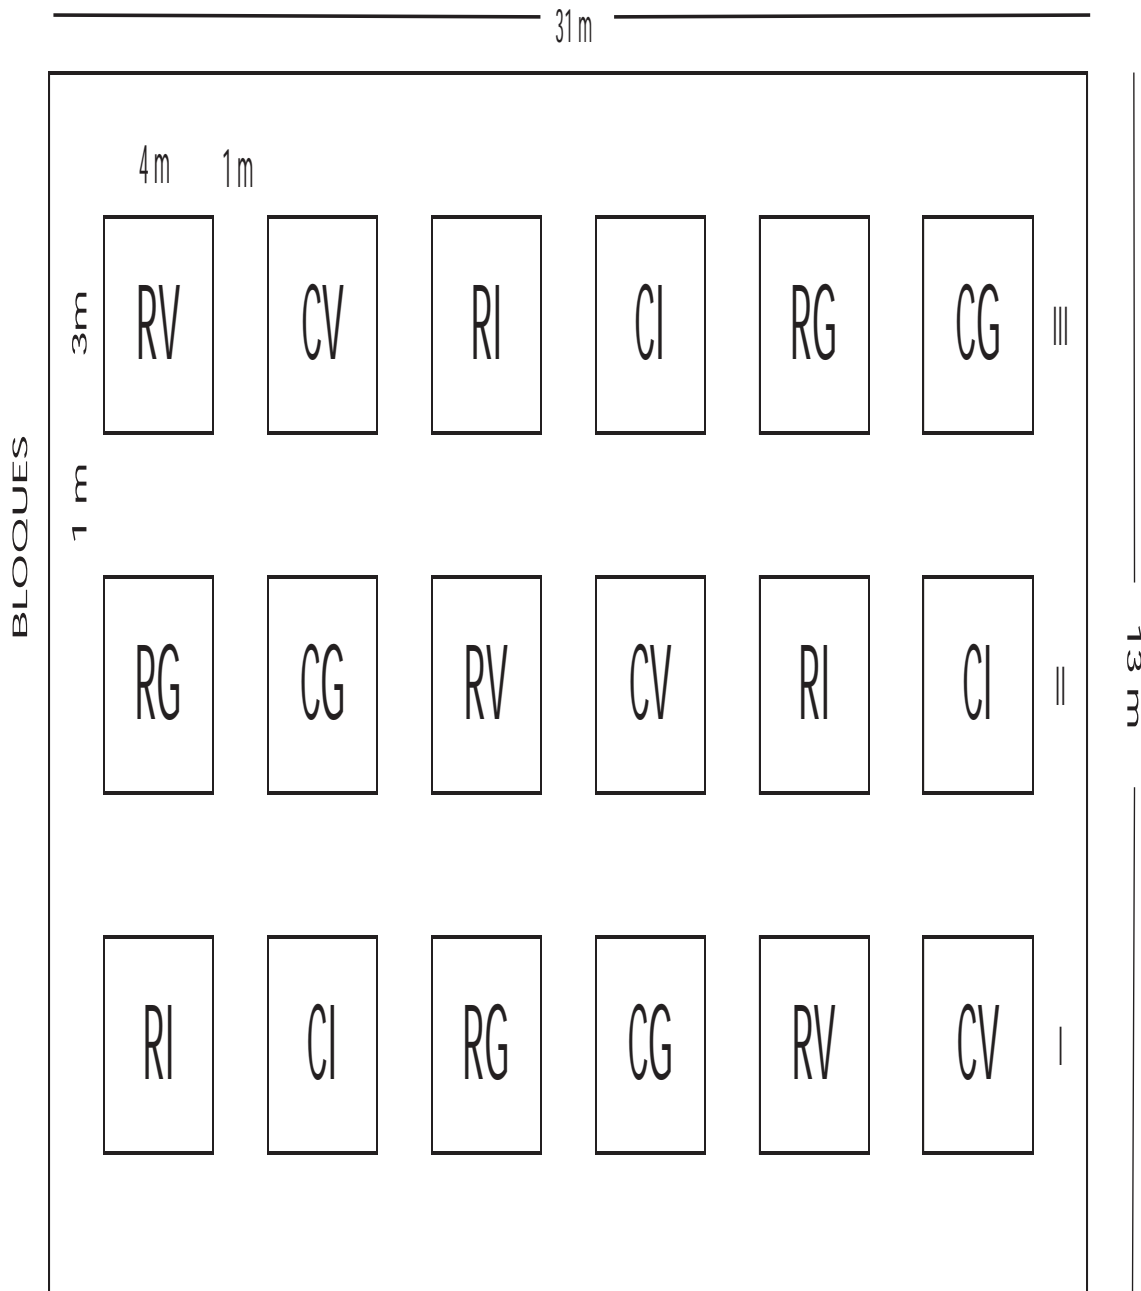 31 m
4 m 1 m
3m
RV CV RI CI RG CG III
1 m
BLOQUES
RG CG RV CV RI CI II
13 m
RI CI RG CG RV CV I